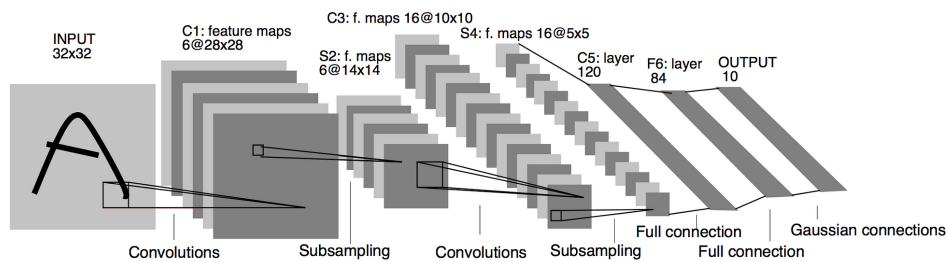 INPUT
32x32
C1: feature maps
6@28x28
S2: f. maps
6@14x14
C3: f. maps 16@10x10
S4: f. maps 16@5x5
C5: layer
120
F6: layer
84
OUTPUT
10
A
Convolutions
Subsampling
Convolutions
Subsampling
Full connection
Full connection
Gaussian connections